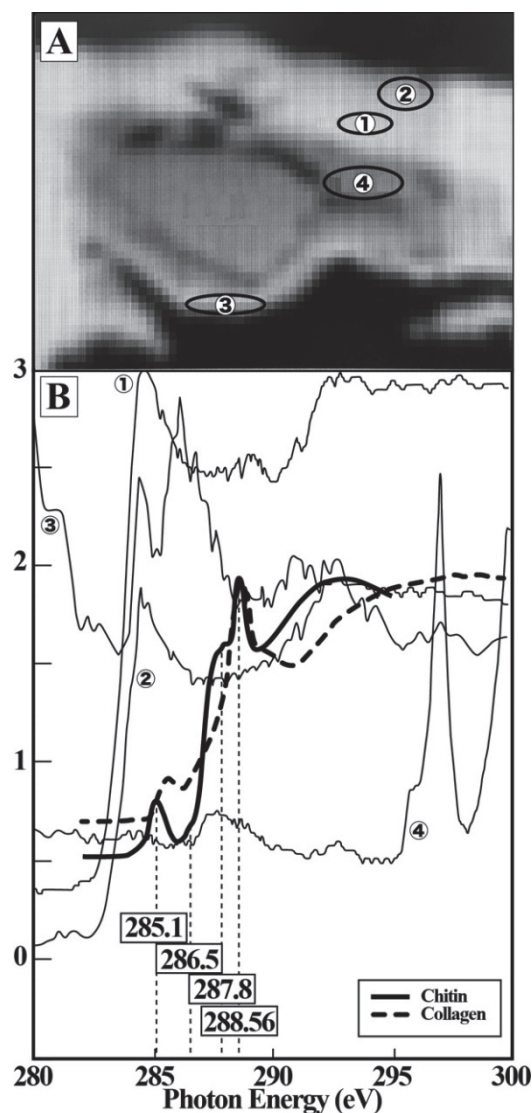 A
②
①
④
③
3
B
①
③
2
②
1
④
285.1
0
286.5
287.8
288.56
Chitin
Collagen
280 285 290 295 300
Photon Energy (eV)